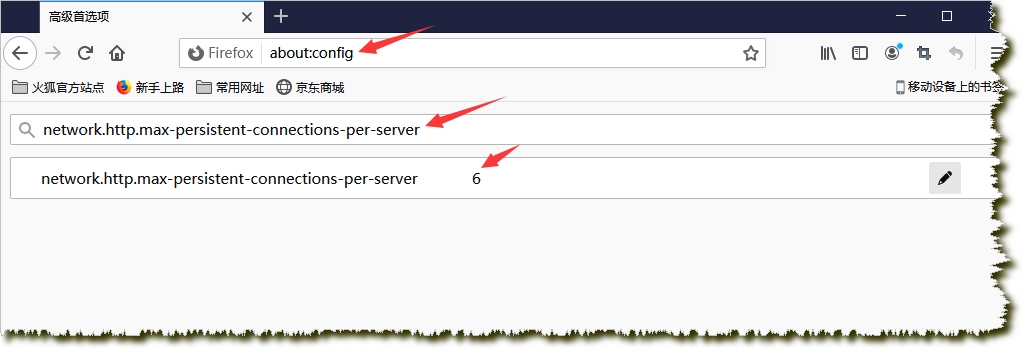 高级首选项
Firefox about:config
火狐官方站点 新手上路 常用网址 京东商城 移动设备上的书签
network.http.max-persistent-connections-per-server
network.http.max-persistent-connections-per-server 6